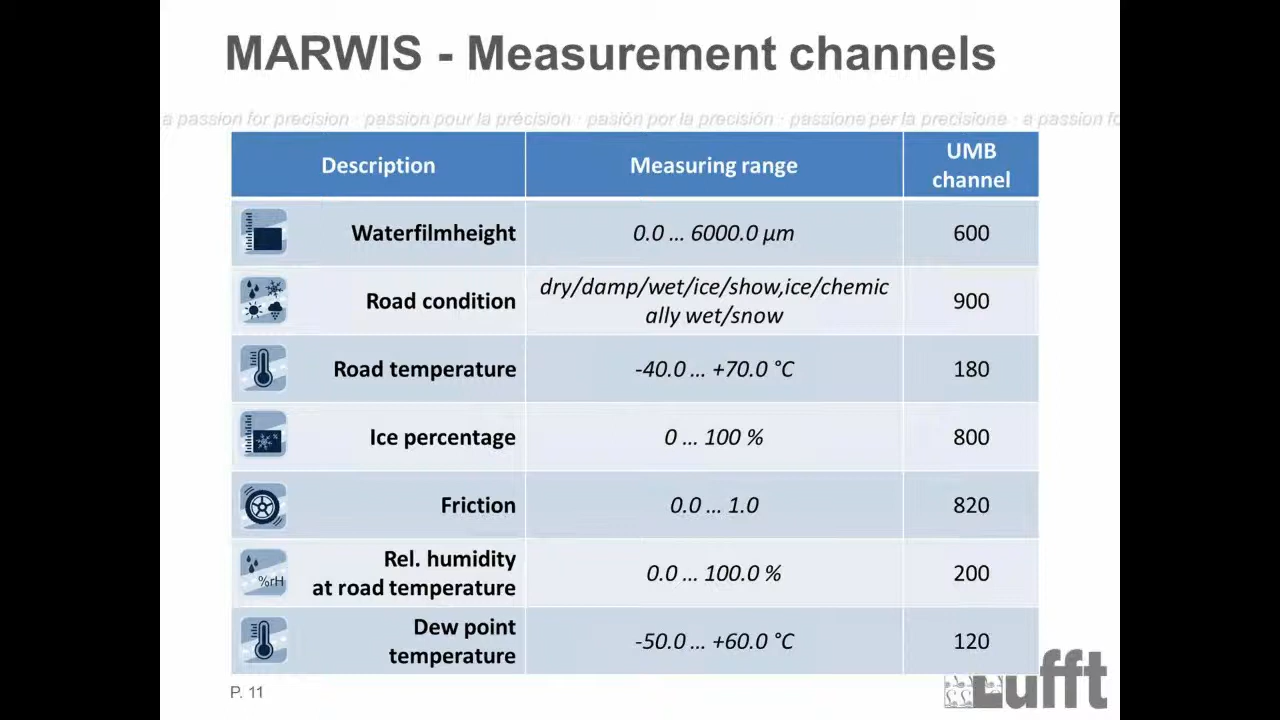 MARWIS - Measurement channels
a passion for precision · passion pour la précision · pasión por la precisión · passione per la precisione · a passion fo
Description Measuring range UMB channel
Waterfilmheight 0.0 ... 6000.0 µm 600
Road condition dry/damp/wet/ice/show,ice/chemic
ally wet/snow 900
Road temperature -40.0 ... +70.0 °C 180
Ice percentage 0 ... 100 % 800
Friction 0.0 ... 1.0 820
%rH
Rel. humidity
at road temperature 0.0 ... 100.0 % 200
Dew point
temperature -50.0 ... +60.0 °C 120
P. 11
Lufft